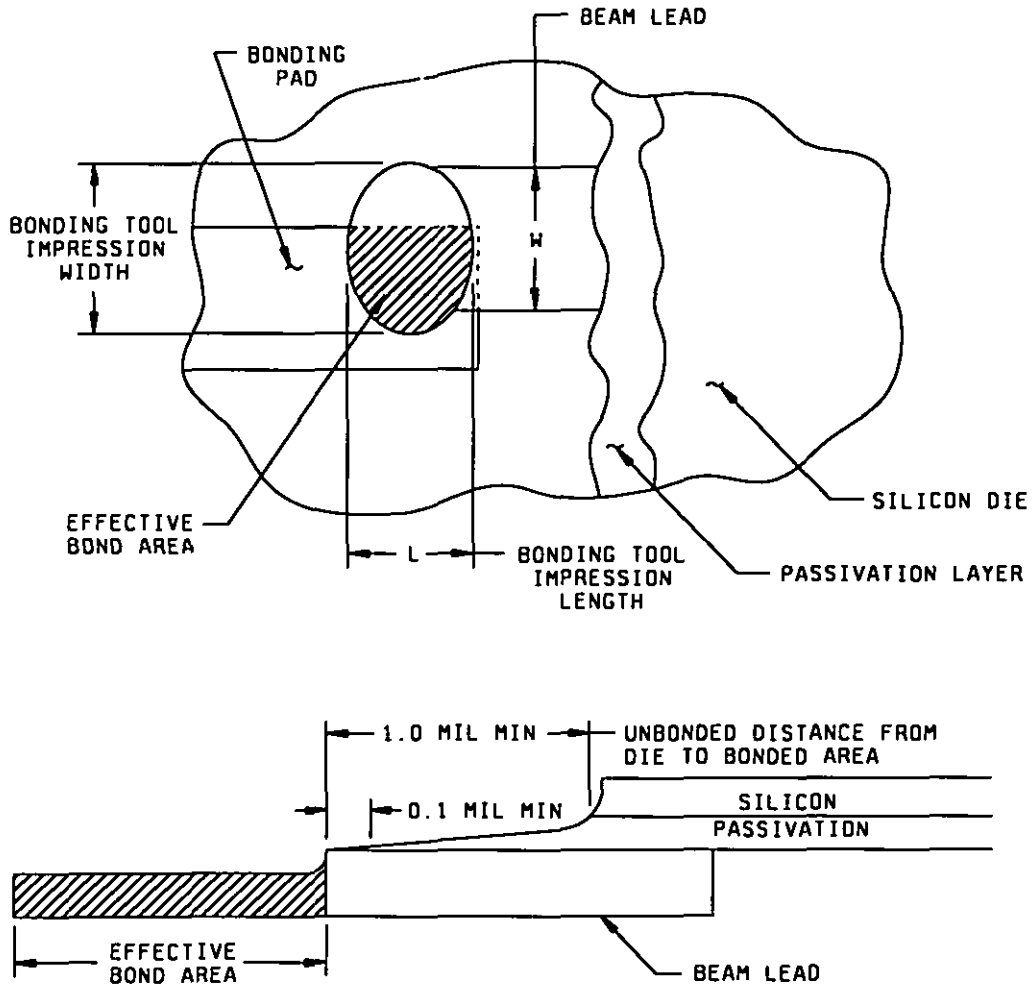 BEAM LEAD
BONDING
PAD
BONDING TOOL
IMPRESSION
WIDTH
W
EFFECTIVE
BOND AREA
L
BONDING TOOL
IMPRESSION
LENGTH
SILICON DIE
PASSIVATION LAYER
1.0 MIL MIN
UNBONDED DISTANCE FROM
DIE TO BONDED AREA
0.1 MIL MIN
SILICON
PASSIVATION
EFFECTIVE
BOND AREA
BEAM LEAD